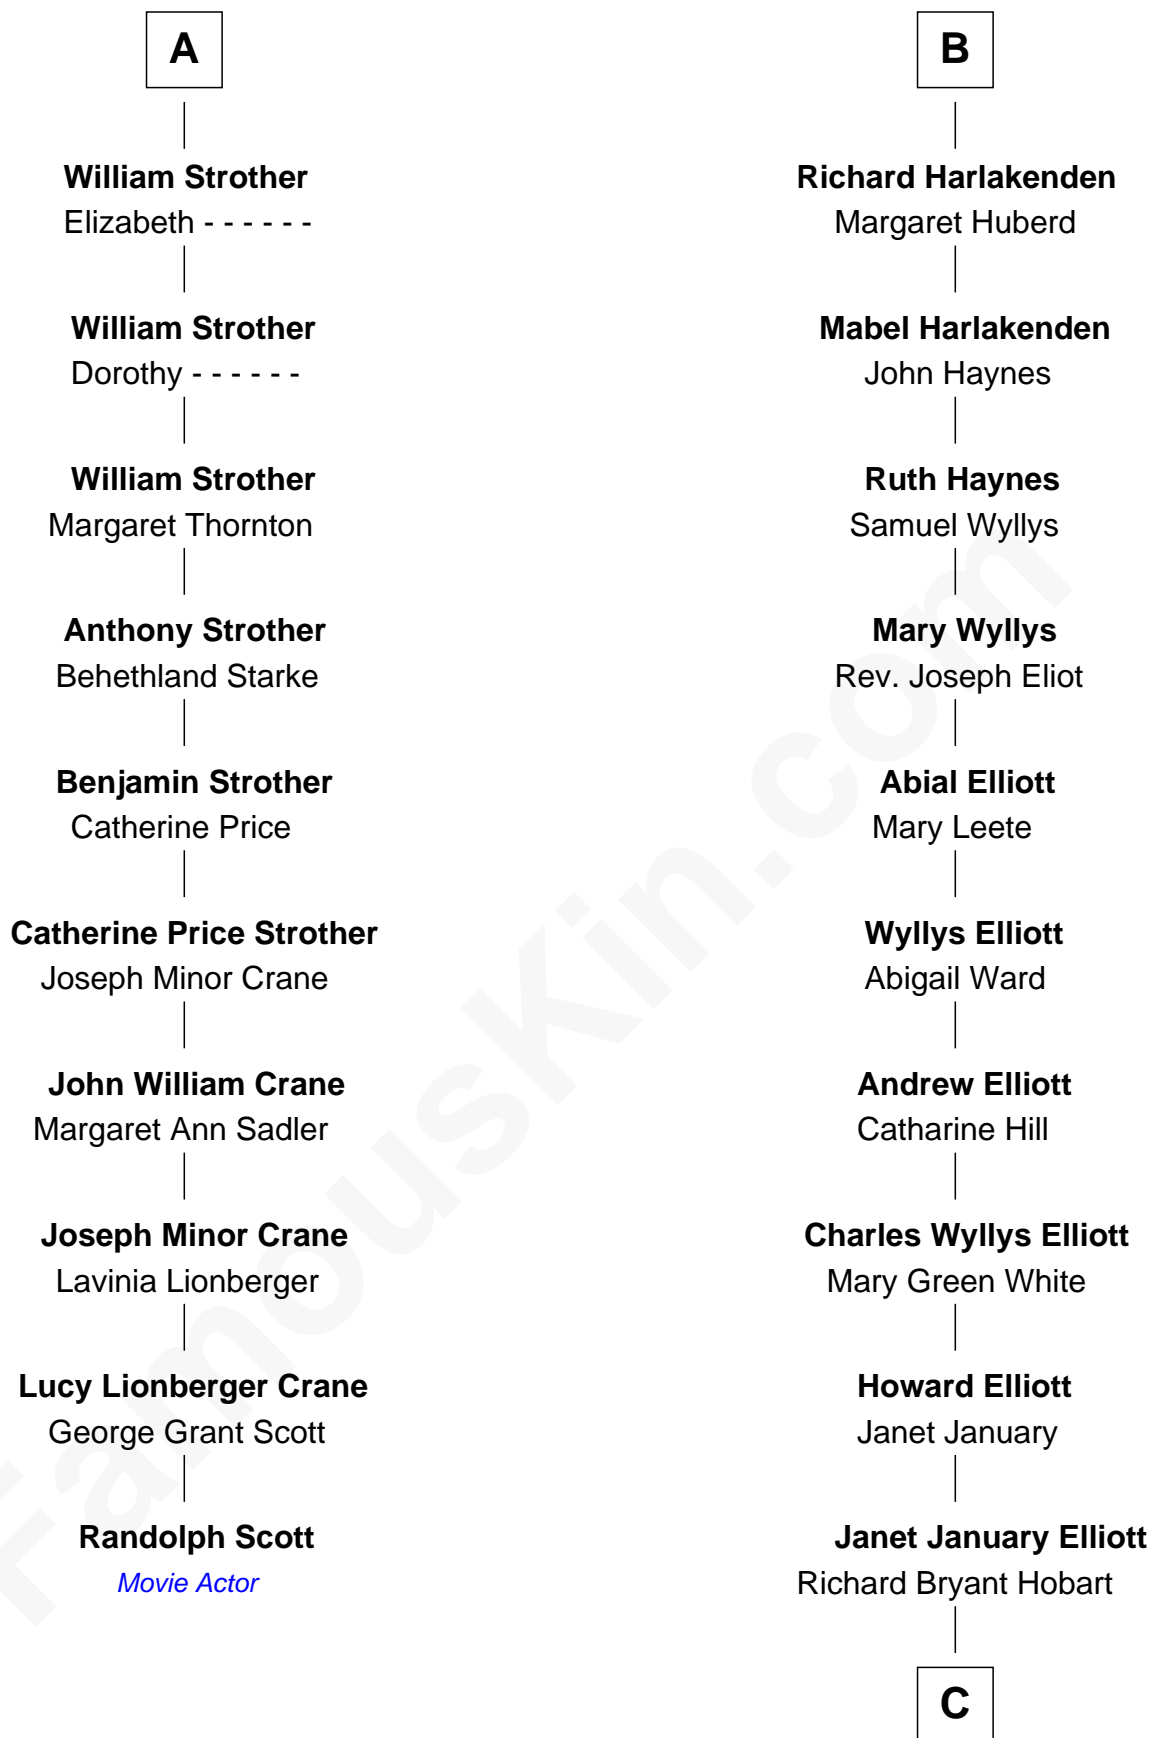 A
William Strother
Elizabeth - - - - - -
William Strother
Dorothy - - - - - -
William Strother
Margaret Thornton
Anthony Strother
Behethland Starke
Benjamin Strother
Catherine Price
Catherine Price Strother
Joseph Minor Crane
John William Crane
Margaret Ann Sadler
Joseph Minor Crane
Lavinia Lionberger
Lucy Lionberger Crane
George Grant Scott
Randolph Scott
Movie Actor
B
Richard Harlakenden
Margaret Huberd
Mabel Harlakenden
John Haynes
Ruth Haynes
Samuel Wyllys
Mary Wyllys
Rev. Joseph Eliot
Abial Elliott
Mary Leete
Wyllys Elliott
Abigail Ward
Andrew Elliott
Catharine Hill
Charles Wyllys Elliott
Mary Green White
Howard Elliott
Janet January
Janet January Elliott
Richard Bryant Hobart
C
FamousKin.com